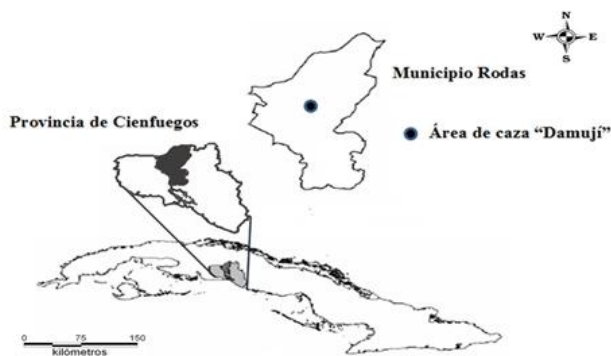 N
W E
S
Municipio Rodas
Provincia de Cienfuegos
Área de caza “Damují”
0 75 150
kilómetros